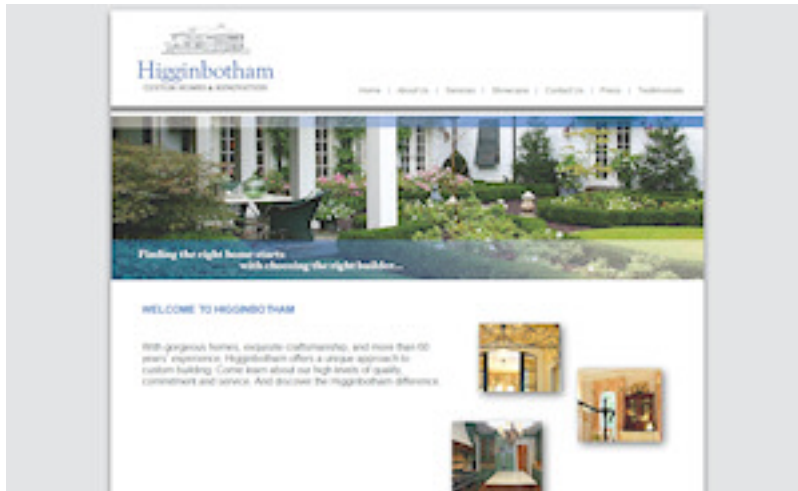 Higginbotham
CUSTOM HOMES & RENOVATION
Home | About Us | Services | Showcase | Contact Us | Press | Testimonials
Finding the right home starts
with choosing the right builder...
WELCOME TO HIGGINBOTHAM
With gorgeous homes, exquisite craftsmanship, and more than 60
years' experience, Higginbotham offers a unique approach to
custom building. Come learn about our high levels of quality,
commitment and service. And discover the Higginbotham difference.